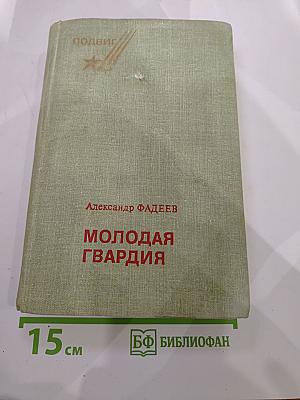 ПОДВИГ
Александр ФАДЕЕВ
МОЛОДАЯ
ГВАРДИЯ
15 см
БФ БИБЛИОФАН